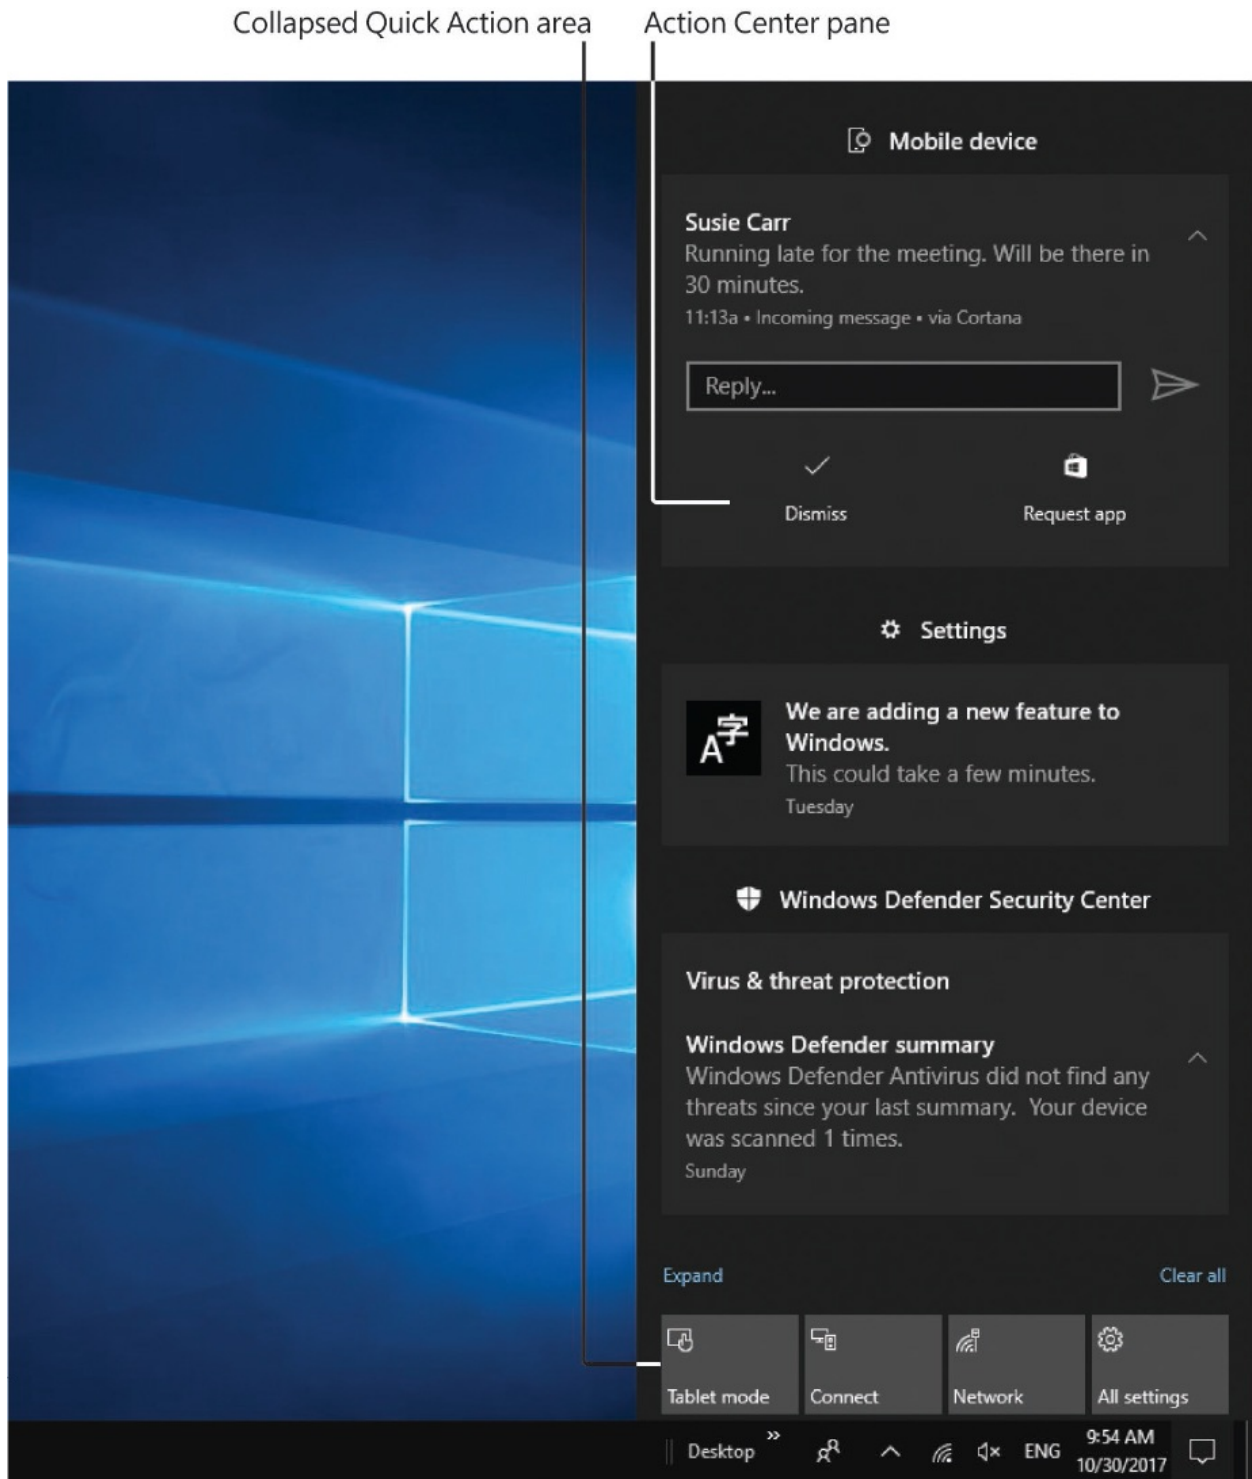 Collapsed Quick Action area
Action Center pane
Mobile device
Susie Carr
Running late for the meeting. Will be there in
30 minutes.
11:13a • Incoming message • via Cortana
Reply...
Dismiss
Request app
Settings
A字
We are adding a new feature to
Windows.
This could take a few minutes.
Tuesday
Windows Defender Security Center
Virus & threat protection
Windows Defender summary
Windows Defender Antivirus did not find any
threats since your last summary.  Your device
was scanned 1 times.
Sunday
Expand
Clear all
Tablet mode
Connect
Network
All settings
Desktop
ENG
9:54 AM
10/30/2017